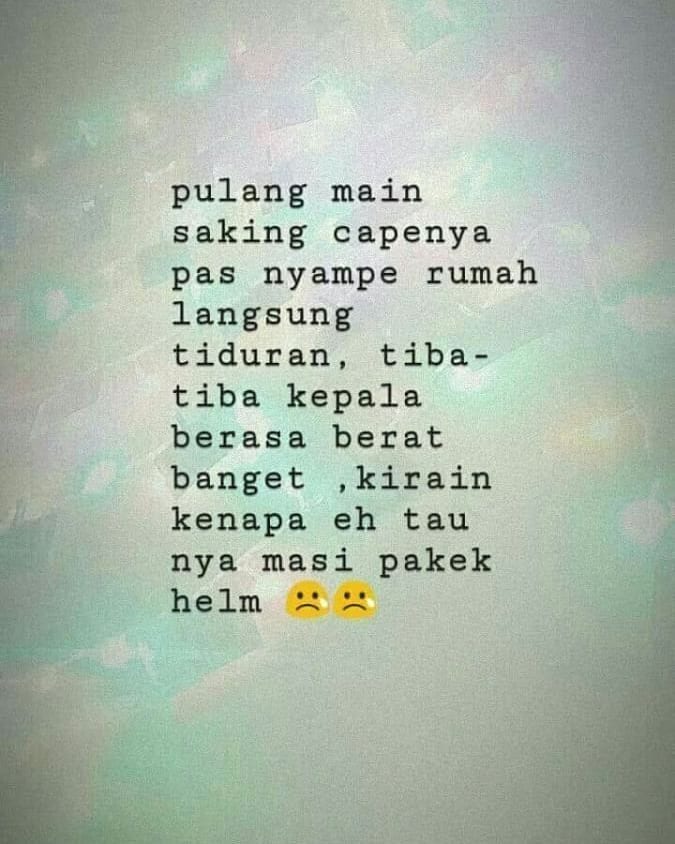 pulang main
saking capenya
pas nyampe rumah
langsung
tiduran, tiba-
tiba kepala
berasa berat
banget ,kirain
kenapa eh tau
nya masi pakek
helm 😢😢